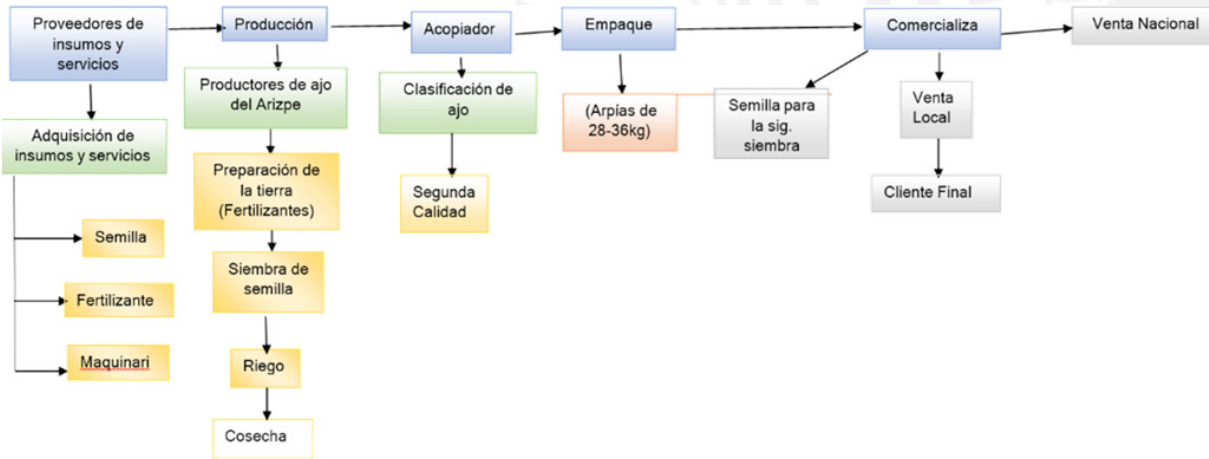 Proveedores de
insumos y
servicios
Producción
Acopiador
Empaque
Comercializa
Venta Nacional
Adquisición de
insumos y servicios
Semilla
Fertilizante
Maquinari
Productores de ajo
del Arizpe
Preparación de
la tierra
(Fertilizantes)
Siembra de
semilla
Riego
Cosecha
Clasificación de
ajo
Segunda
Calidad
(Arpías de
28-36kg)
Semilla para
la sig.
siembra
Venta
Local
Cliente Final